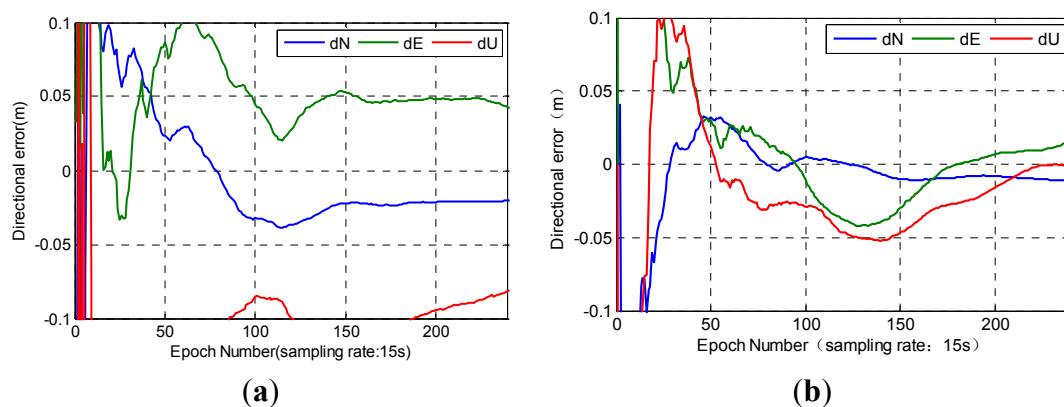 0.1
0.05
0
-0.05
-0.1
Directional error(m)
dN dE dU
0 50 100 150 200
Epoch Number(sampling rate:15s)
(a)
0.1
0.05
0
-0.05
-0.1
Directional error（m）
dN dE dU
0 50 100 150 200
Epoch Number（sampling rate：15s）
(b)